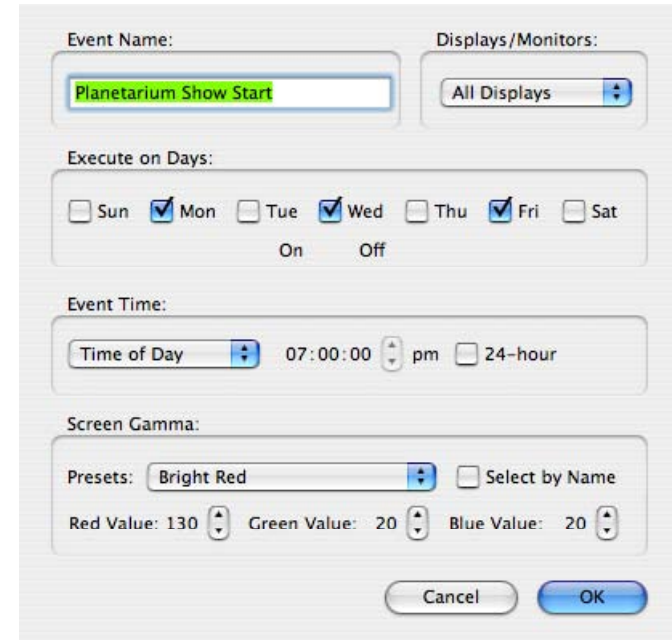 Event Name: Displays/Monitors:
Planetarium Show Start All Displays
Execute on Days:
Sun Mon Tue Wed Thu Fri Sat
On Off
Event Time:
Time of Day 07:00:00 pm 24-hour
Screen Gamma:
Presets: Bright Red Select by Name
Red Value: 130 Green Value: 20 Blue Value: 20
Cancel OK